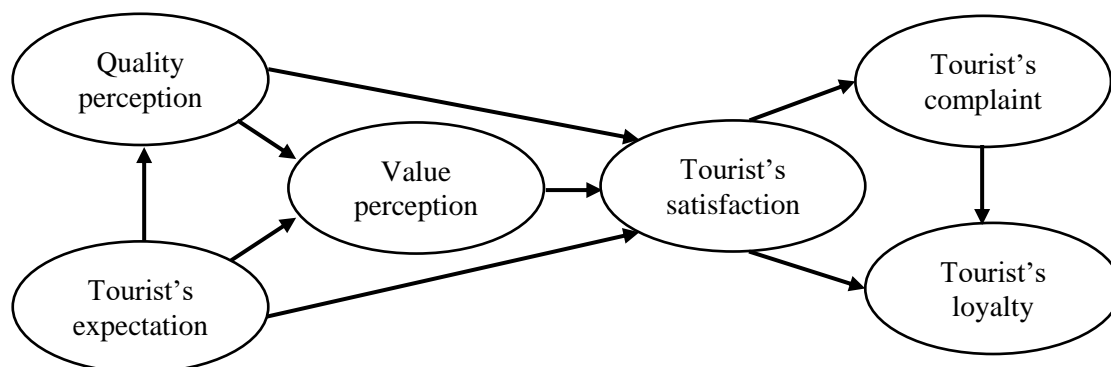 Quality
perception
Tourist’s
complaint
Value
perception
Tourist’s
satisfaction
Tourist’s
expectation
Tourist’s
loyalty